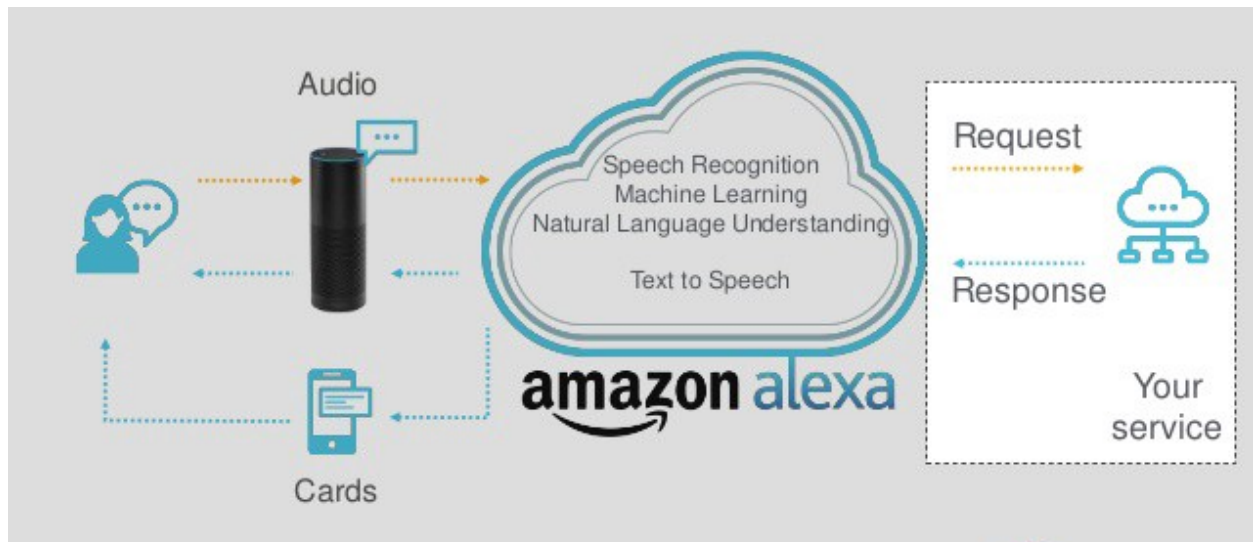 Audio
Speech Recognition
Machine Learning
Natural Language Understanding
Text to Speech
amazon alexa
Cards
Request
Response
Your
service